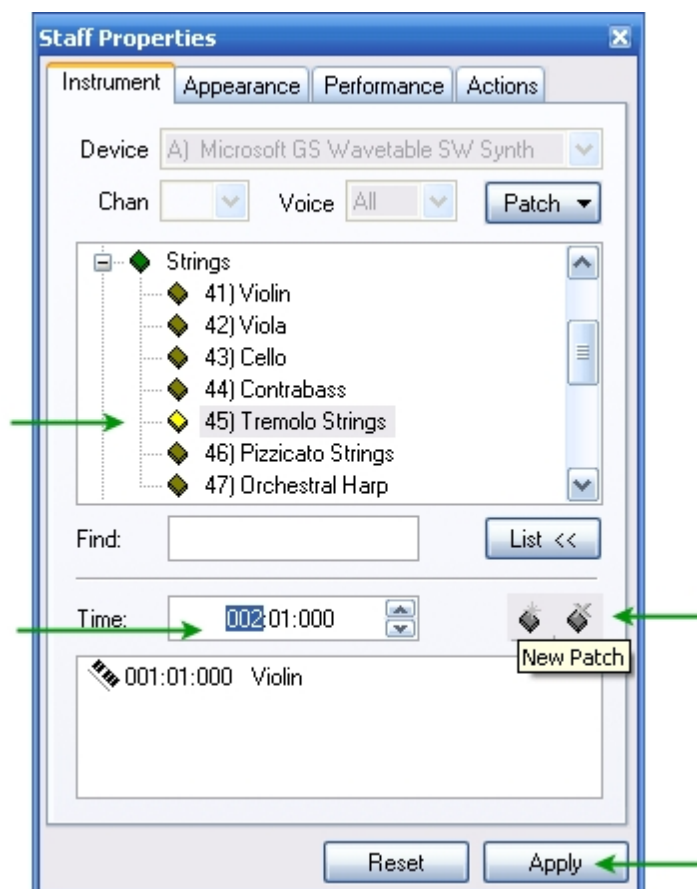 Staff Properties
Instrument Appearance Performance Actions
Device A) Microsoft GS Wavetable SW Synth
Chan Voice All Patch
Strings
41) Violin
42) Viola
43) Cello
44) Contrabass
45) Tremolo Strings
46) Pizzicato Strings
47) Orchestral Harp
Find: List <<
Time: 002:01:000
New Patch
001:01:000 Violin
Reset Apply